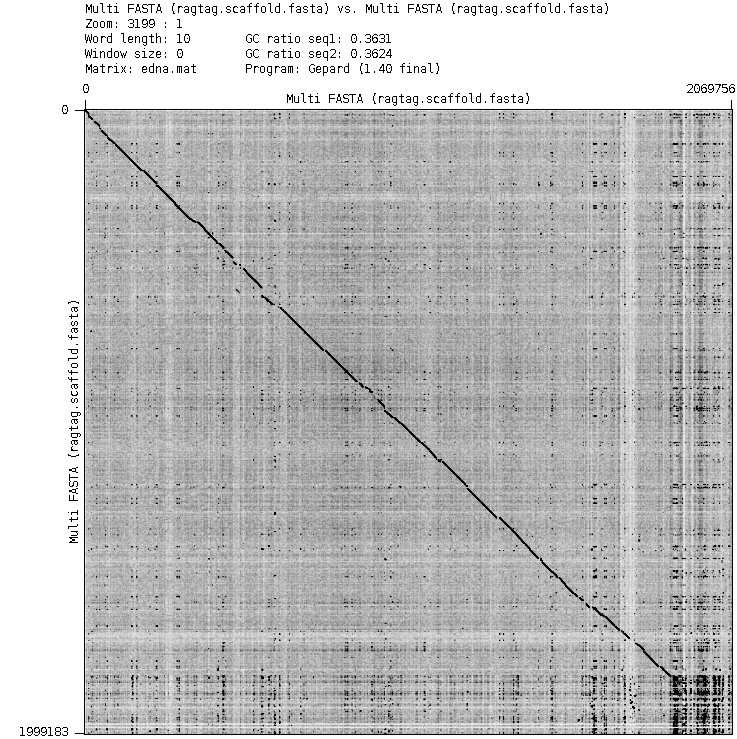 Multi FASTA (ragtag.scaffold.fasta) vs. Multi FASTA (ragtag.scaffold.fasta)
Zoom: 3199 : 1
Word length: 10 GC ratio seq1: 0.3631
Window size: 0 GC ratio seq2: 0.3624
Matrix: edna.mat Program: Gepard (1.40 final)
0 2069756
Multi FASTA (ragtag.scaffold.fasta)
0
Multi FASTA (ragtag.scaffold.fasta)
1999183